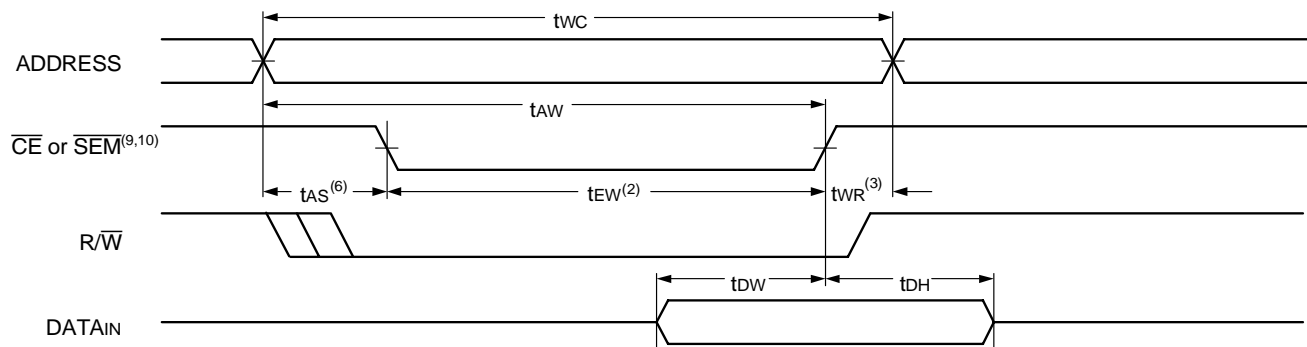 tWC
ADDRESS
tAW
CE or SEM(9,10)
tAS(6)
tEW(2)
tWR(3)
R/W
tDW
tDH
DATAIN